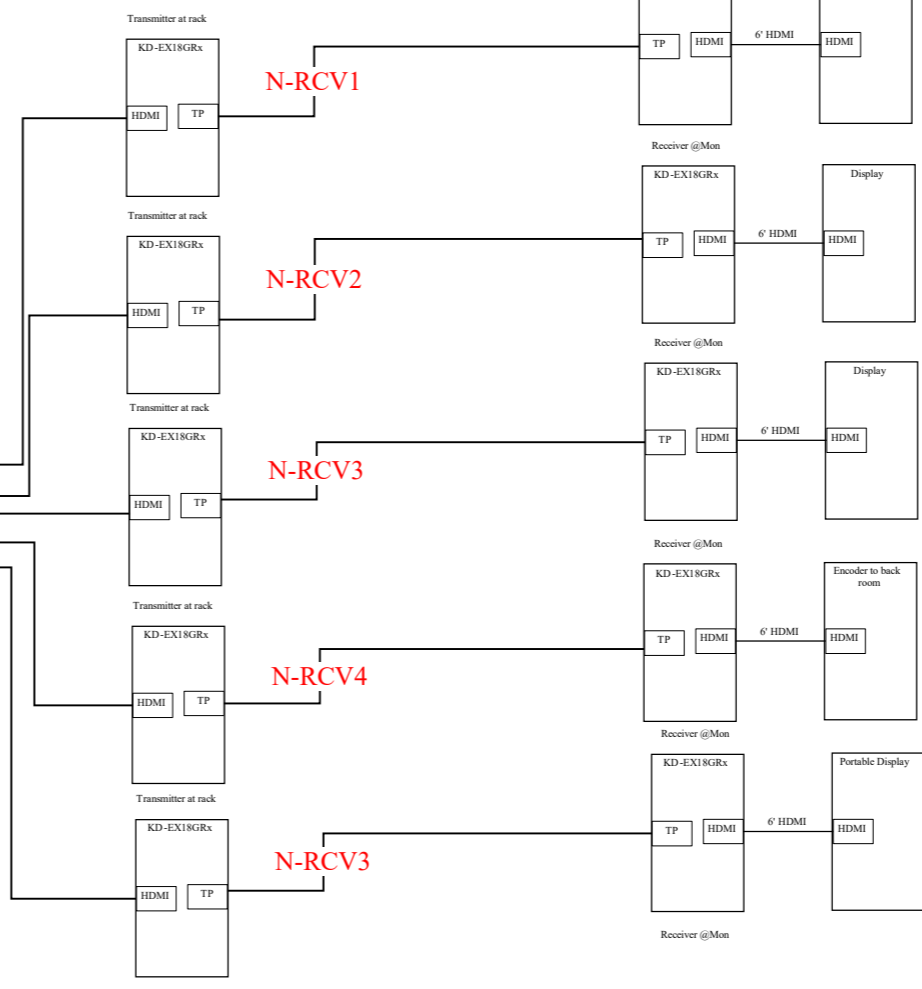 Transmitter at rack
KD-EX18GRx
HDMI
TP
N-RCV1
TP
HDMI
6' HDMI
HDMI
Receiver @Mon
Transmitter at rack
KD-EX18GRx
HDMI
TP
N-RCV2
KD-EX18GRx
TP
HDMI
6' HDMI
Display
HDMI
Receiver @Mon
Transmitter at rack
KD-EX18GRx
HDMI
TP
N-RCV3
KD-EX18GRx
TP
HDMI
6' HDMI
Display
HDMI
Receiver @Mon
Transmitter at rack
KD-EX18GRx
HDMI
TP
N-RCV4
KD-EX18GRx
TP
HDMI
6' HDMI
Encoder to back
room
HDMI
Receiver @Mon
Transmitter at rack
KD-EX18GRx
HDMI
TP
N-RCV3
KD-EX18GRx
TP
HDMI
6' HDMI
Portable Display
HDMI
Receiver @Mon